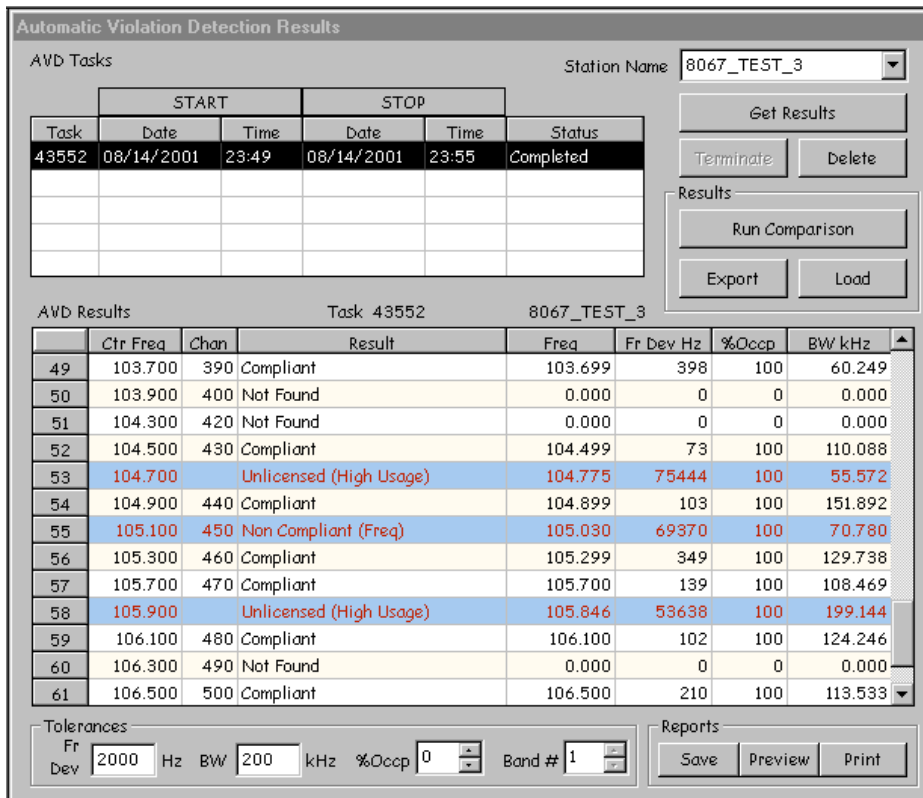 Automatic Violation Detection Results
AVD Tasks
Station Name 8067_TEST_3
START STOP
Task Date Time Date Time Status
43552 08/14/2001 23:49 08/14/2001 23:55 Completed
Get Results
Terminate Delete
Results
Run Comparison
Export Load
AVD Results Task 43552 8067_TEST_3
Ctr Freq Chan Result Freq Fr Dev Hz %Occp BW kHz
49 103.700 390 Compliant 103.699 398 100 60.249
50 103.900 400 Not Found 0.000 0 0 0.000
51 104.300 420 Not Found 0.000 0 0 0.000
52 104.500 430 Compliant 104.499 73 100 110.088
53 104.700 Unlicensed (High Usage) 104.775 75444 100 55.572
54 104.900 440 Compliant 104.899 103 100 151.892
55 105.100 450 Non Compliant (Freq) 105.030 69370 100 70.780
56 105.300 460 Compliant 105.299 349 100 129.738
57 105.700 470 Compliant 105.700 139 100 108.469
58 105.900 Unlicensed (High Usage) 105.846 53638 100 199.144
59 106.100 480 Compliant 106.100 102 100 124.246
60 106.300 490 Not Found 0.000 0 0 0.000
61 106.500 500 Compliant 106.500 210 100 113.533
Tolerances
Fr Dev 2000 Hz BW 200 kHz %Occp 0 Band # 1
Reports
Save Preview Print